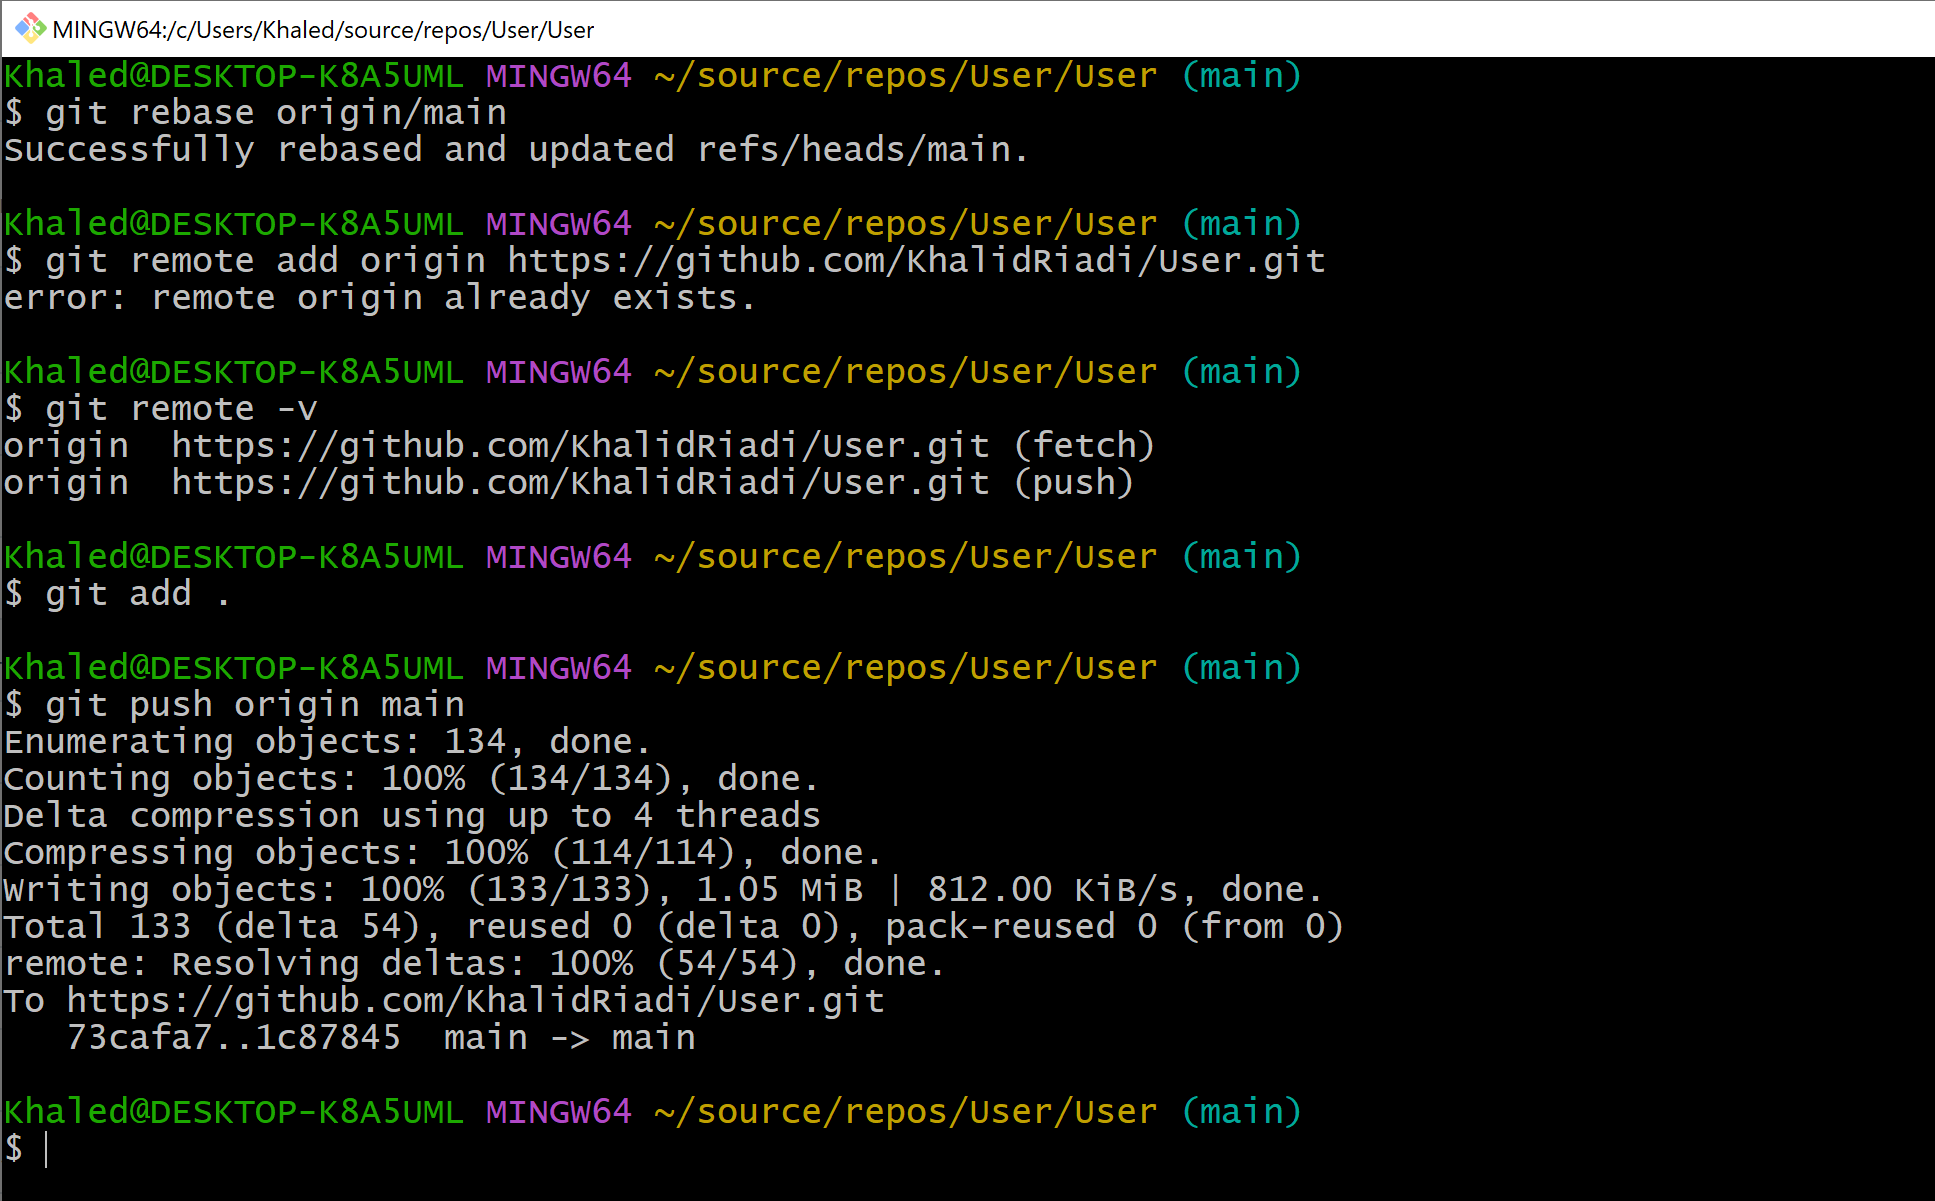 MINGW64:/c/Users/Khaled/source/repos/User/User
Khaled@DESKTOP-K8A5UML MINGW64 ~/source/repos/User/User (main)
$ git rebase origin/main
Successfully rebased and updated refs/heads/main.
Khaled@DESKTOP-K8A5UML MINGW64 ~/source/repos/User/User (main)
$ git remote add origin https://github.com/KhalidRiadi/User.git
error: remote origin already exists.
Khaled@DESKTOP-K8A5UML MINGW64 ~/source/repos/User/User (main)
$ git remote -v
origin  https://github.com/KhalidRiadi/User.git (fetch)
origin  https://github.com/KhalidRiadi/User.git (push)
Khaled@DESKTOP-K8A5UML MINGW64 ~/source/repos/User/User (main)
$ git add .
Khaled@DESKTOP-K8A5UML MINGW64 ~/source/repos/User/User (main)
$ git push origin main
Enumerating objects: 134, done.
Counting objects: 100% (134/134), done.
Delta compression using up to 4 threads
Compressing objects: 100% (114/114), done.
Writing objects: 100% (133/133), 1.05 MiB | 812.00 KiB/s, done.
Total 133 (delta 54), reused 0 (delta 0), pack-reused 0 (from 0)
remote: Resolving deltas: 100% (54/54), done.
To https://github.com/KhalidRiadi/User.git
   73cafa7..1c87845  main -> main
Khaled@DESKTOP-K8A5UML MINGW64 ~/source/repos/User/User (main)
$